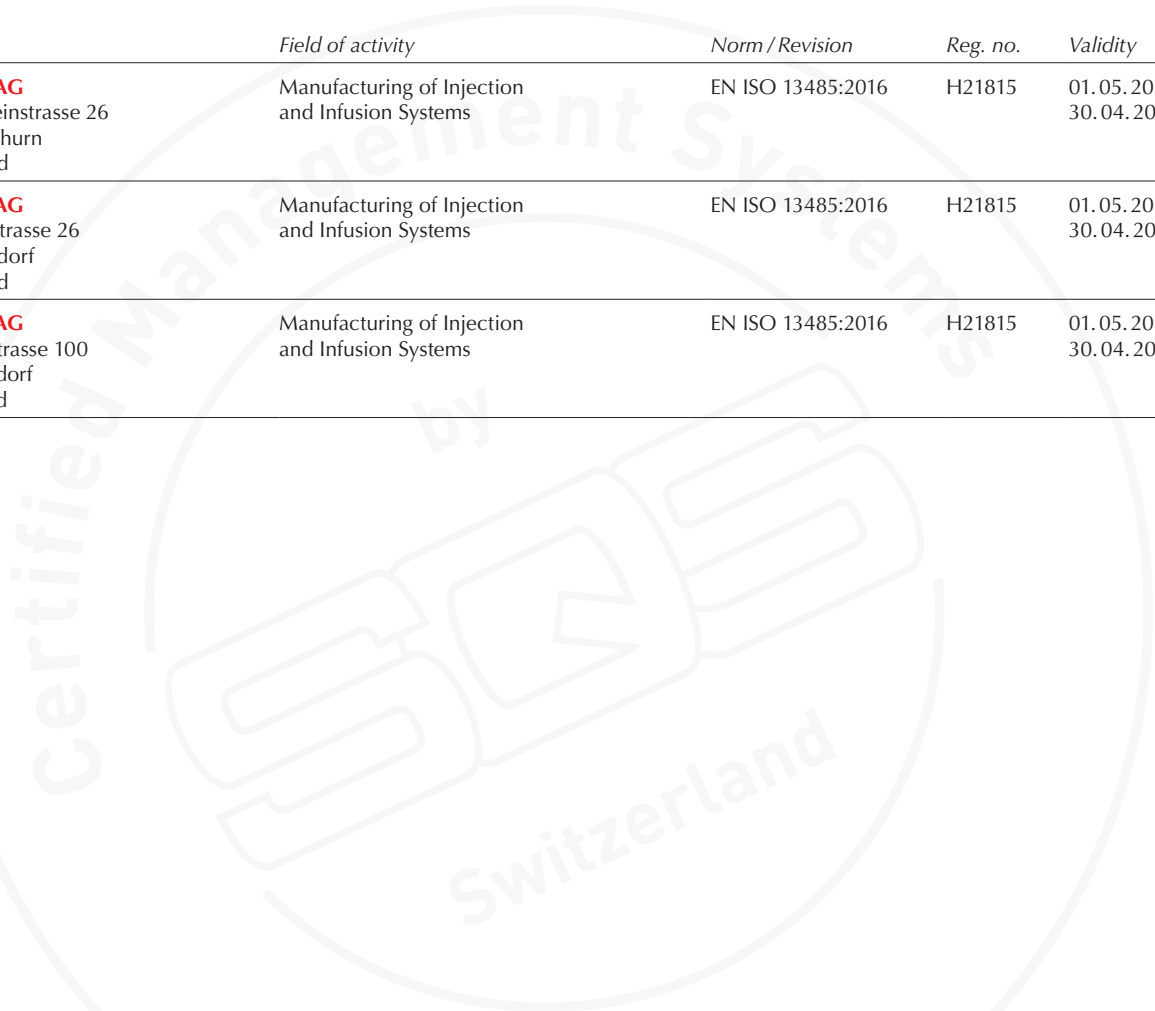 Field of activity Norm / Revision Reg. no. Validity
AG Manufacturing of Injection EN ISO 13485:2016 H21815 01.05.20
einstrasse 26 and Infusion Systems 30.04.20
hurn
d
AG Manufacturing of Injection EN ISO 13485:2016 H21815 01.05.20
trasse 26 and Infusion Systems 30.04.20
dorf
d
AG Manufacturing of Injection EN ISO 13485:2016 H21815 01.05.20
trasse 100 and Infusion Systems 30.04.20
dorf
d
Certified Management Systems
by
SQS
Switzerland